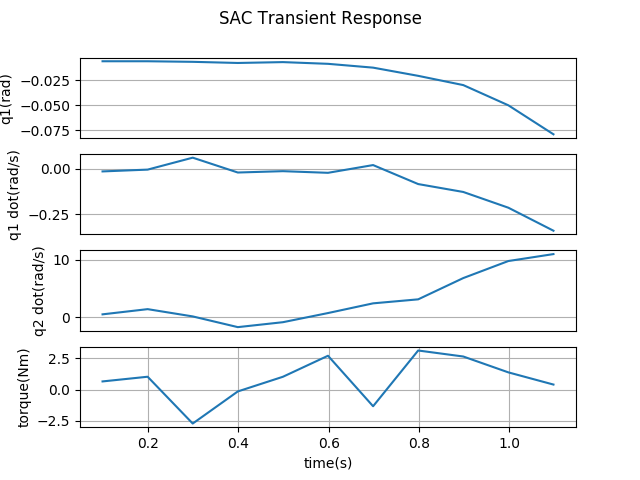 SAC Transient Response
q1(rad)
−0.025
−0.050
−0.075
q1 dot(rad/s)
0.00
−0.25
q2 dot(rad/s)
10
0
torque(Nm)
2.5
0.0
−2.5
0.2 0.4 0.6 0.8 1.0
time(s)